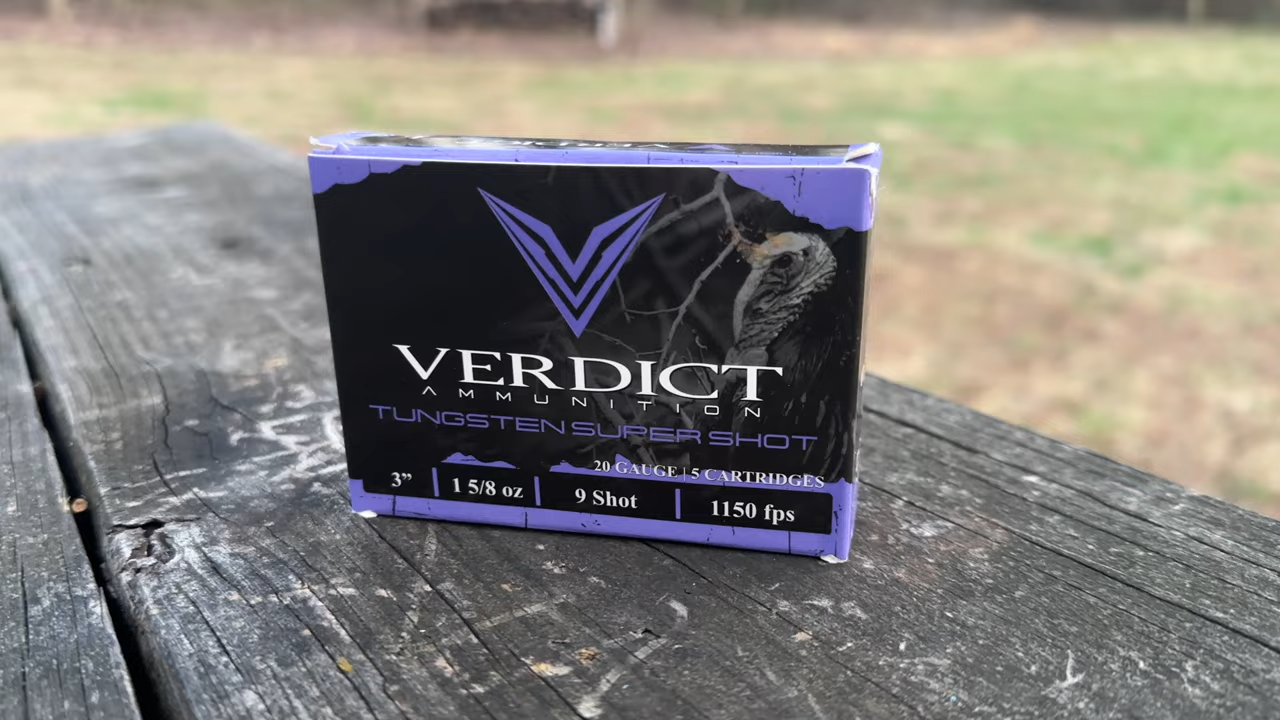 VERDICT
AMMUNITION
TUNGSTEN SUPER SHOT
20 GAUGE | 5 CARTRIDGES
3” 1 5/8 oz 9 Shot 1150 fps